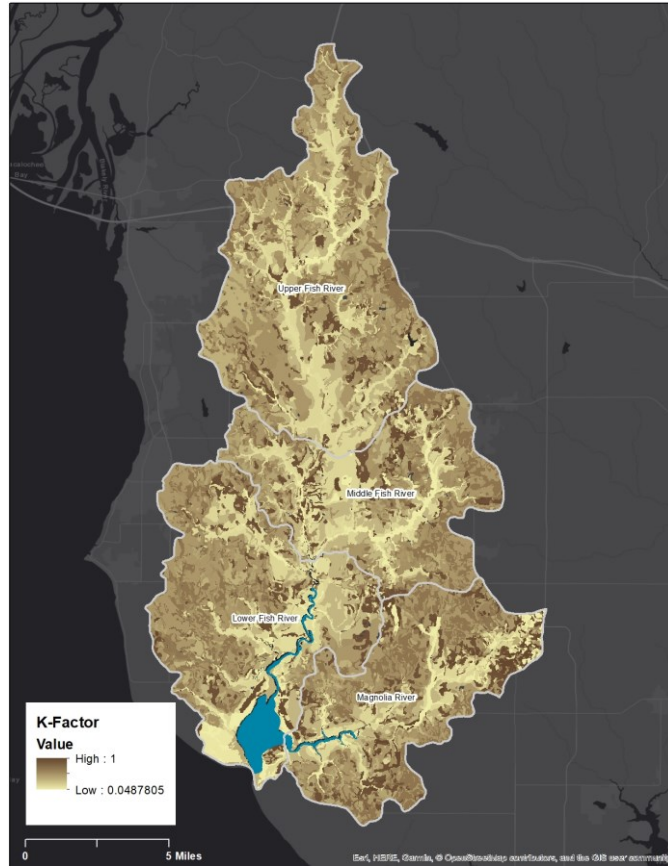 Bay
Upper Fish River
Middle Fish River
Lower Fish River
Magnolia River
K-Factor
Value
High : 1
Low : 0.0487805
0
5 Miles
Esri, HERE, Garmin, © OpenStreetMap contributors, and the GIS user